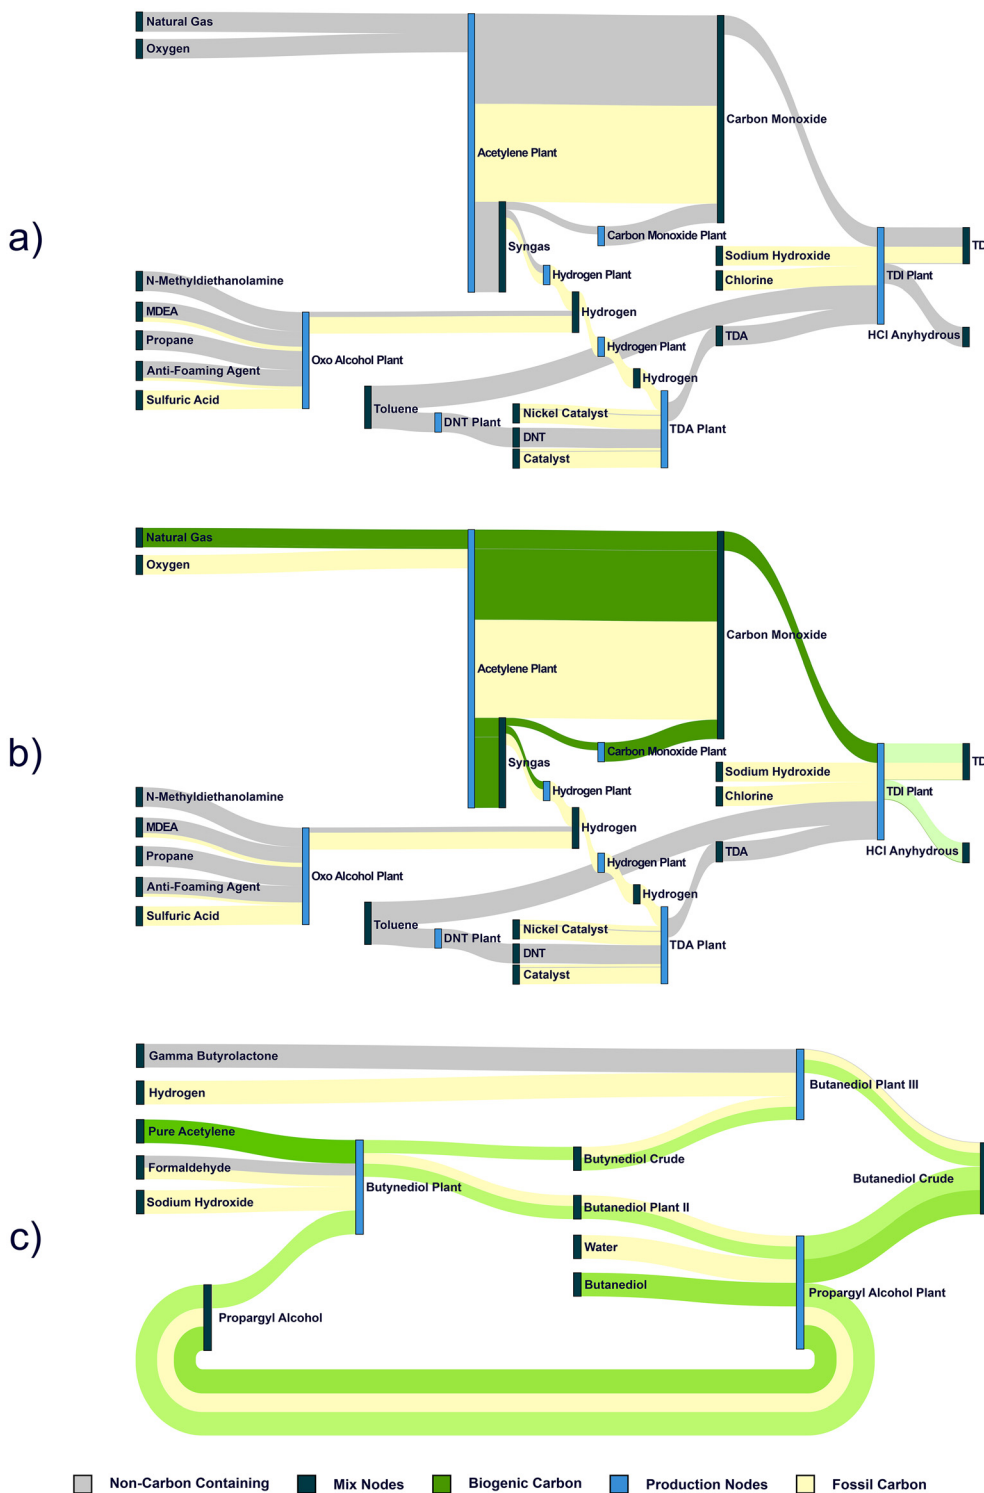 a)
Natural Gas
Oxygen
Acetylene Plant
Carbon Monoxide
Syngas
Carbon Monoxide Plant
Hydrogen Plant
Sodium Hydroxide
Chlorine
TD
TDI Plant
HCl Anyhydrous
N-Methyldiethanolamine
MDEA
Propane
Anti-Foaming Agent
Sulfuric Acid
Oxo Alcohol Plant
Hydrogen
Hydrogen Plant
Hydrogen
TDA
Toluene
DNT Plant
Nickel Catalyst
DNT
Catalyst
TDA Plant
b)
Natural Gas
Oxygen
Acetylene Plant
Carbon Monoxide
Syngas
Carbon Monoxide Plant
Hydrogen Plant
Sodium Hydroxide
Chlorine
TD
TDI Plant
HCl Anyhydrous
N-Methyldiethanolamine
MDEA
Propane
Anti-Foaming Agent
Sulfuric Acid
Oxo Alcohol Plant
Hydrogen
Hydrogen Plant
Hydrogen
TDA
Toluene
DNT Plant
Nickel Catalyst
DNT
Catalyst
TDA Plant
c)
Gamma Butyrolactone
Hydrogen
Pure Acetylene
Formaldehyde
Sodium Hydroxide
Butynediol Plant
Butanediol Plant III
Butynediol Crude
Butanediol Plant II
Water
Butanediol
Butanediol Crude
Propargyl Alcohol Plant
Propargyl Alcohol
Non-Carbon Containing
Mix Nodes
Biogenic Carbon
Production Nodes
Fossil Carbon